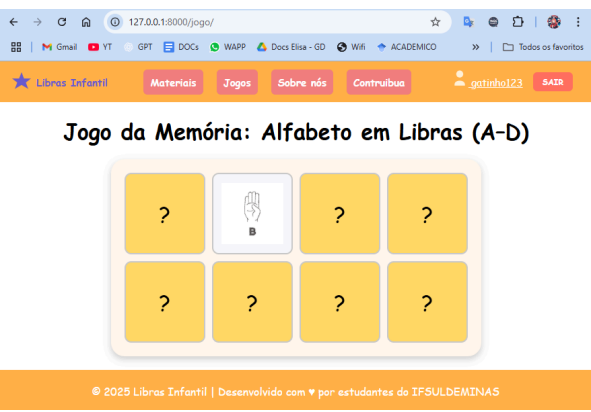 127.0.0.1:8000/jogo/
Gmail YT GPT DOCs WAPP Docs Elisa - GD Wifi ACADEMICO » Todos os favoritos
Libras Infantil Materiais Jogos Sobre nós Contruibua gatinho123 SAIR
Jogo da Memória: Alfabeto em Libras (A–D)
? B ? ?
? ? ? ?
© 2025 Libras Infantil | Desenvolvido com ♥ por estudantes do IFSULDEMINAS